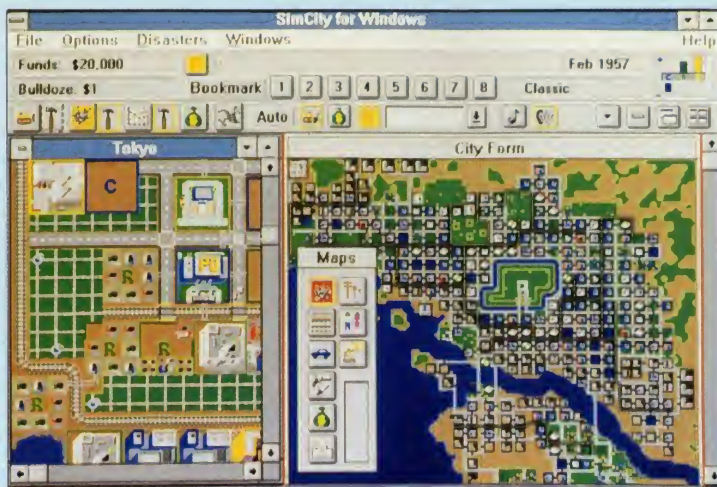 SimCity for Windows
File Options Disasters Windows Help
Funds: $20,000 Feb 1957
Bulldoze: $1 Bookmark 1 2 3 4 5 6 7 8 Classic
Auto
Tokyo City Form
C
PD
Maps
R
R
R
R